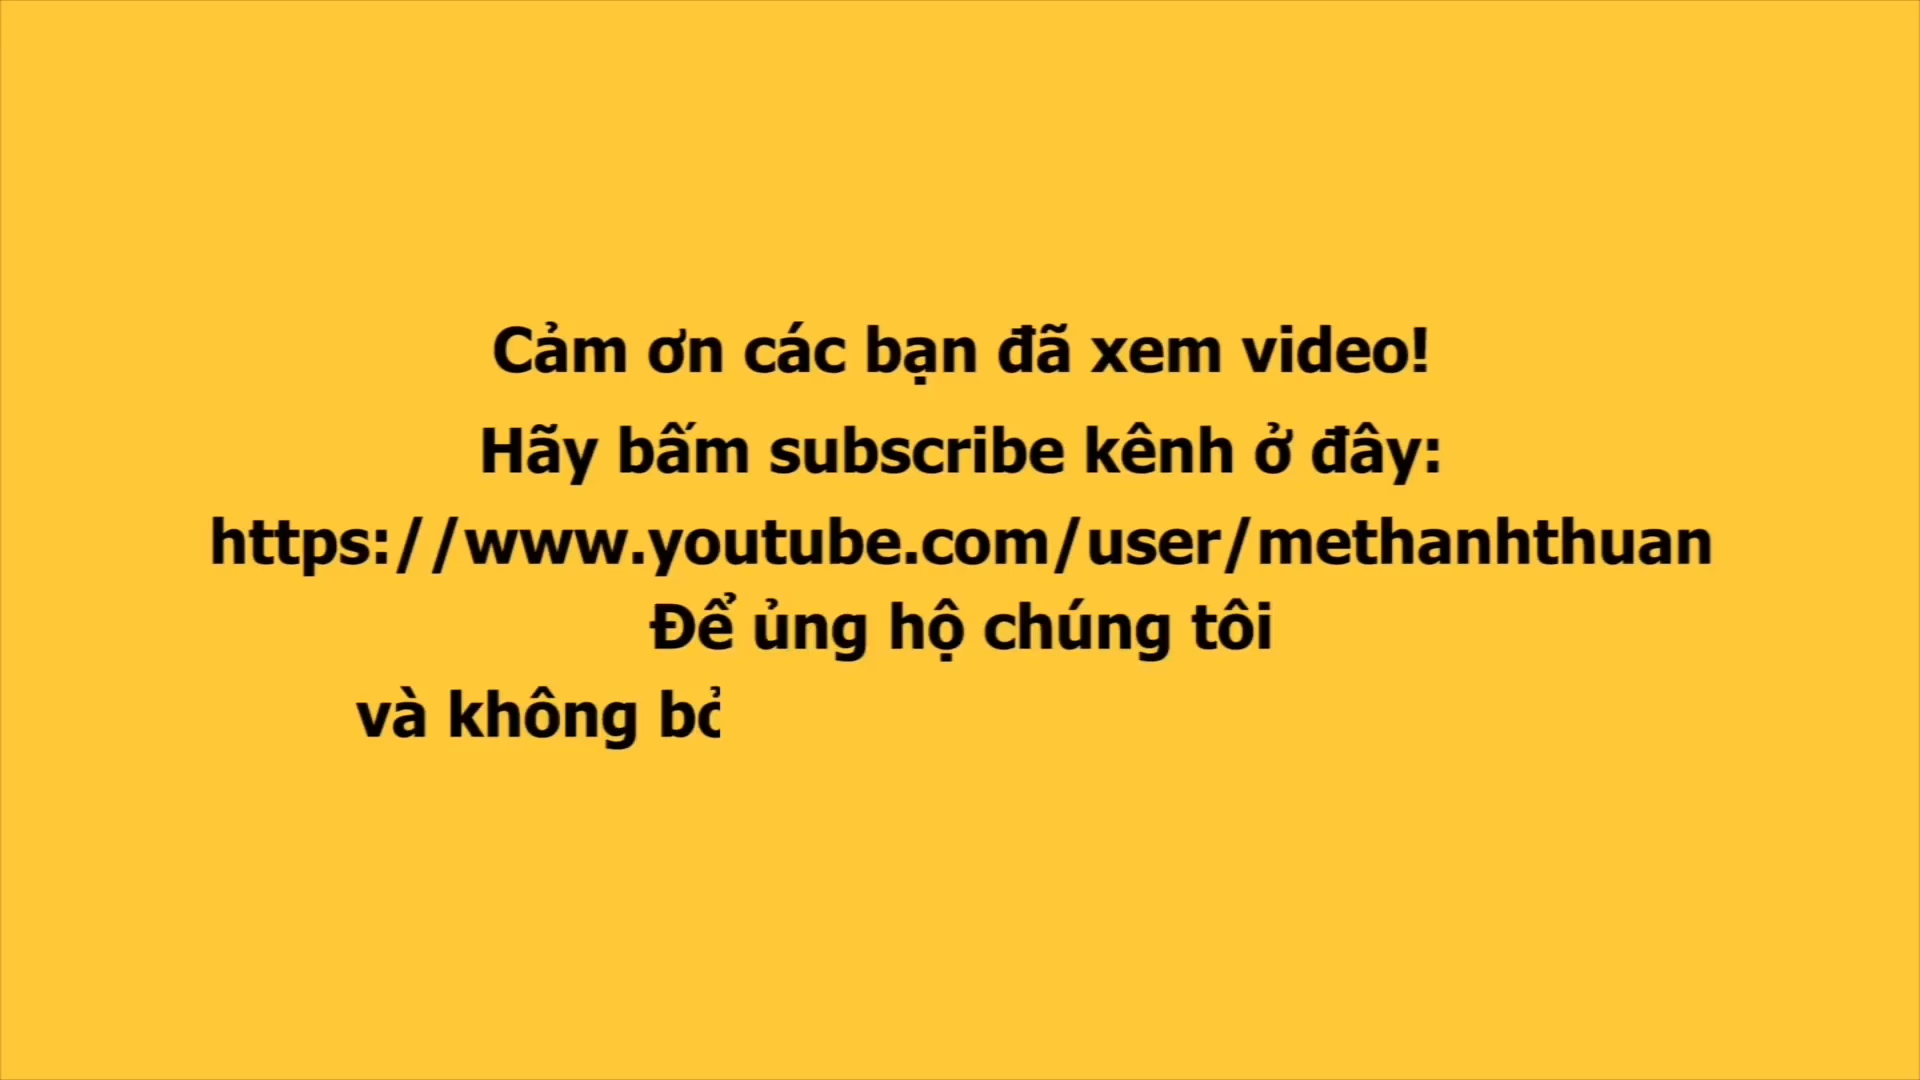 Cảm ơn các bạn đã xem video!
Hãy bấm subscribe kênh ở đây:
https://www.youtube.com/user/methanhthuan
Để ủng hộ chúng tôi
và không bỏ